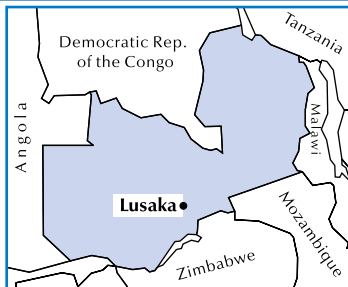 Democratic Rep.
of the Congo
Tanzania
Angola
Malawi
Lusaka
Mozambique
Zimbabwe